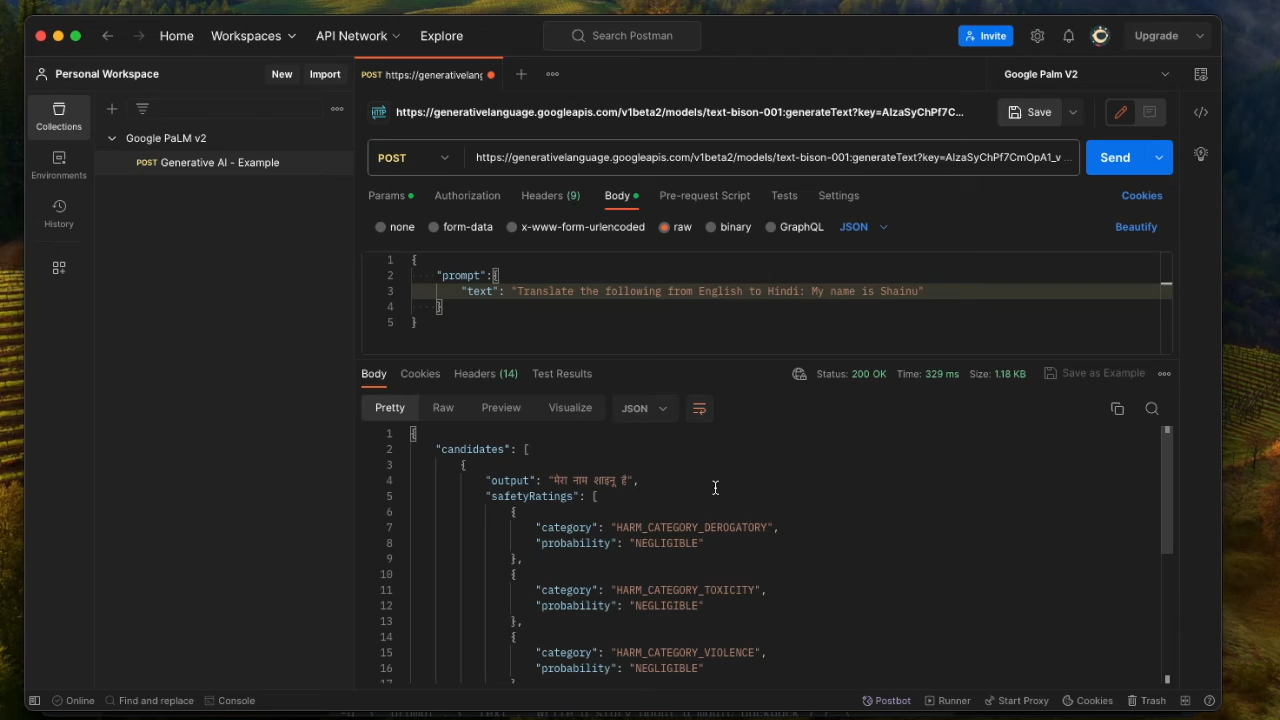 Home Workspaces API Network Explore Search Postman Invite Upgrade
Personal Workspace New Import POST https://generativelang Google Palm V2
Collections
Google PaLM v2
POST Generative AI - Example
Environments
History
HTTP https://generativelanguage.googleapis.com/v1beta2/models/text-bison-001:generateText?key=AIzaSyChPf7C... Save
POST https://generativelanguage.googleapis.com/v1beta2/models/text-bison-001:generateText?key=AIzaSyChPf7CmOpA1_v ... Send
Params Authorization Headers (9) Body Pre-request Script Tests Settings Cookies
none form-data x-www-form-urlencoded raw binary GraphQL JSON Beautify
1 {
2 "prompt":{
3 "text": "Translate the following from English to Hindi: My name is Shainu"
4 }
5 }
Body Cookies Headers (14) Test Results Status: 200 OK Time: 329 ms Size: 1.18 KB Save as Example
Pretty Raw Preview Visualize JSON
1 {
2 "candidates": [
3 {
4 "output": "मेरा नाम शाइनू है",
5 "safetyRatings": [
6 {
7 "category": "HARM_CATEGORY_DEROGATORY",
8 "probability": "NEGLIGIBLE"
9 },
10 {
11 "category": "HARM_CATEGORY_TOXICITY",
12 "probability": "NEGLIGIBLE"
13 },
14 {
15 "category": "HARM_CATEGORY_VIOLENCE",
16 "probability": "NEGLIGIBLE"
17 }
Online Find and replace Console Postbot Runner Start Proxy Cookies Trash